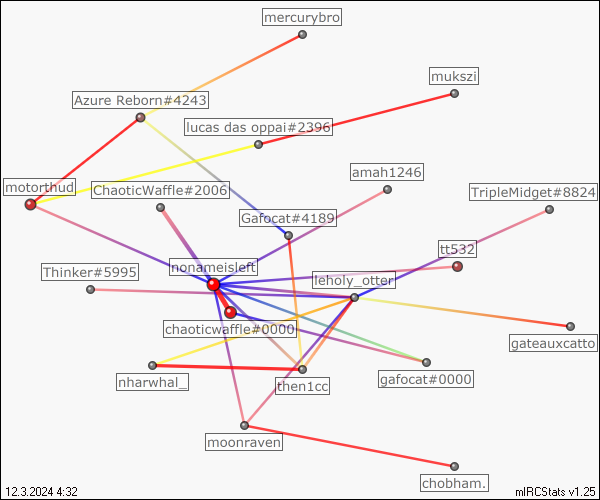 mercurybro
mukszi
Azure Reborn#4243
lucas das oppai#2396
amah1246
motorthud
ChaoticWaffle#2006
TripleMidget#8824
Gafocat#4189
tt532
nonameisleft
Thinker#5995
leholy_otter
chaoticwaffle#0000
gateauxcatto
nharwhal_
then1cc
gafocat#0000
moonraven
chobham.
12.3.2024 4:32
mIRCStats v1.25